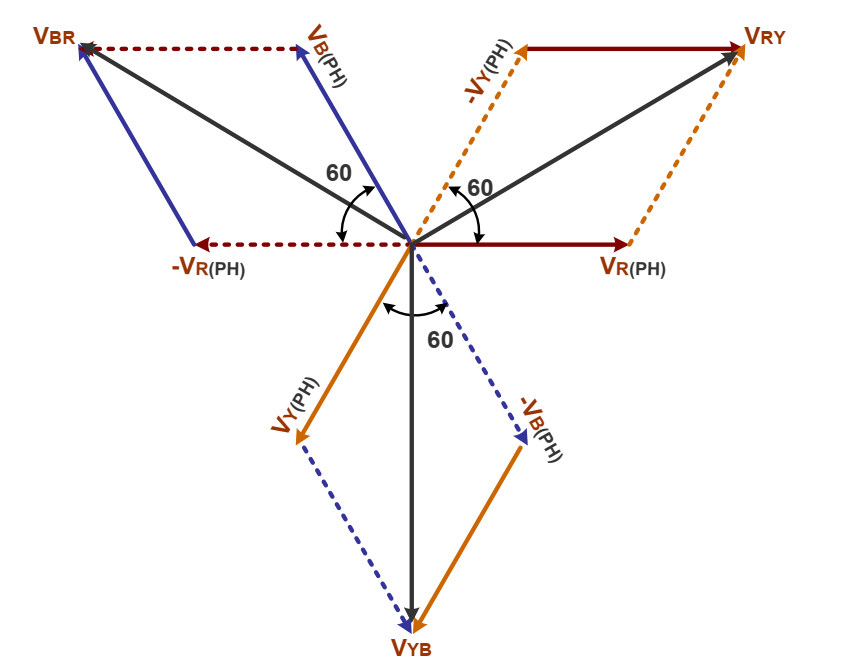 VBR
VB(PH)
-VY(PH)
VRY
60
60
-VR(PH)
VR(PH)
60
VY(PH)
-VB(PH)
VYB